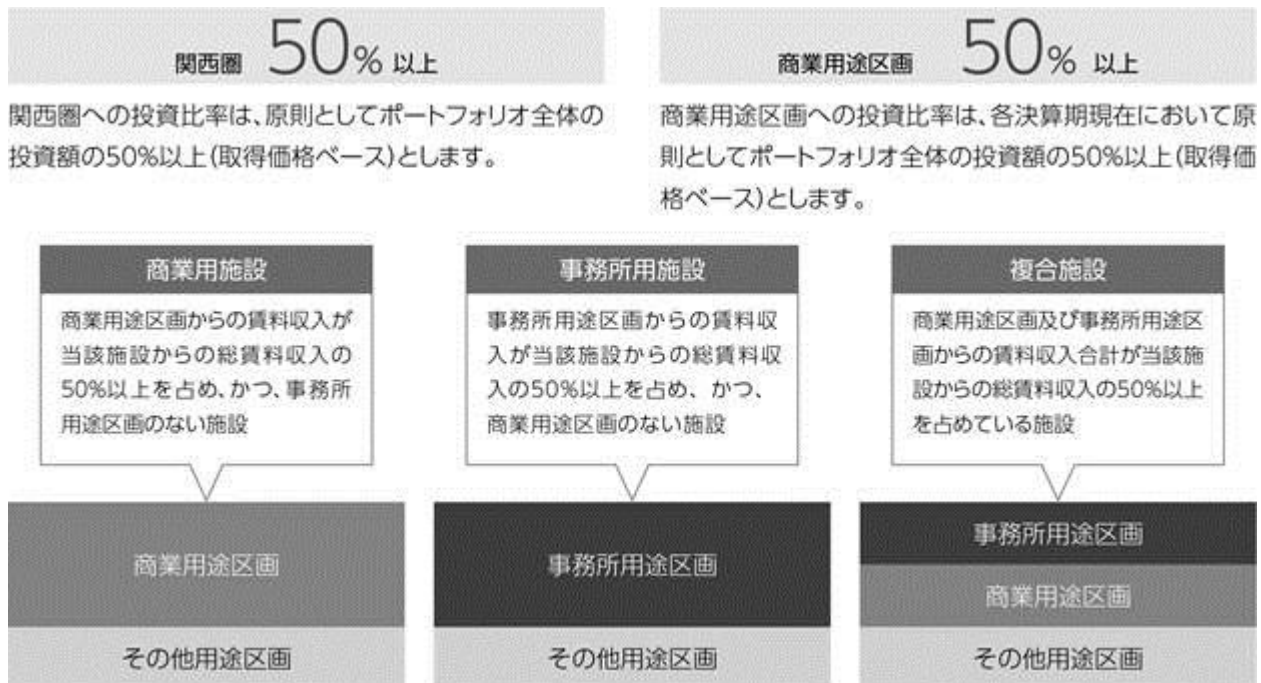 関西圏 50% 以上
関西圏への投資比率は、原則としてポートフォリオ全体の
投資額の50%以上(取得価格ベース)とします。
商業用途区画 50% 以上
商業用途区画への投資比率は、各決算期現在において原
則としてポートフォリオ全体の投資額の50%以上(取得価
格ベース)とします。
商業用施設
商業用途区画からの賃料収入が
当該施設からの総賃料収入の
50%以上を占め、かつ、事務所
用途区画のない施設
商業用途区画
その他用途区画
事務所用施設
事務所用途区画からの賃料収
入が当該施設からの総賃料収
入の50%以上を占め、かつ、
商業用途区画のない施設
事務所用途区画
その他用途区画
複合施設
商業用途区画及び事務所用途区
画からの賃料収入合計が当該施
設からの総賃料収入の50%以上
を占めている施設
事務所用途区画
商業用途区画
その他用途区画